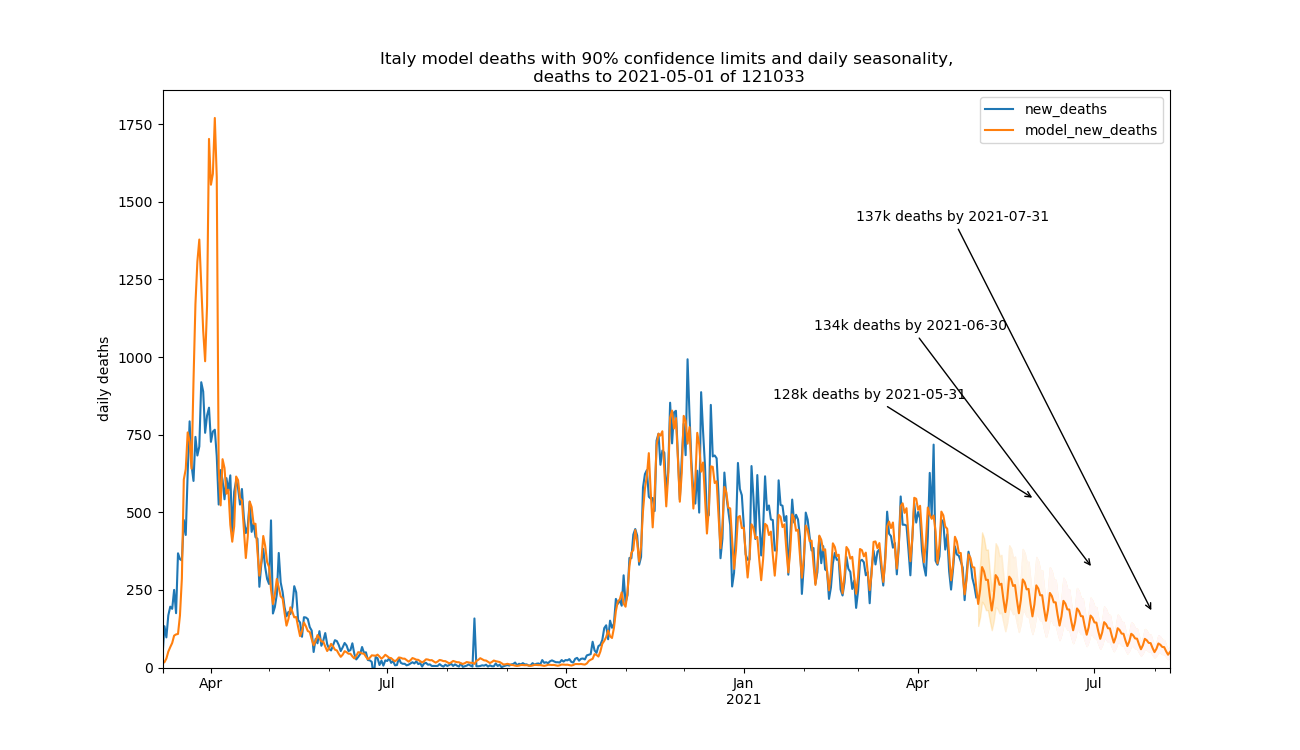 Italy model deaths with 90% confidence limits and daily seasonality,
deaths to 2021-05-01 of 121033
new_deaths
model_new_deaths
daily deaths
1750
1500
1250
1000
750
500
250
0
137k deaths by 2021-07-31
134k deaths by 2021-06-30
128k deaths by 2021-05-31
Apr
Jul
Oct
Jan
2021
Apr
Jul